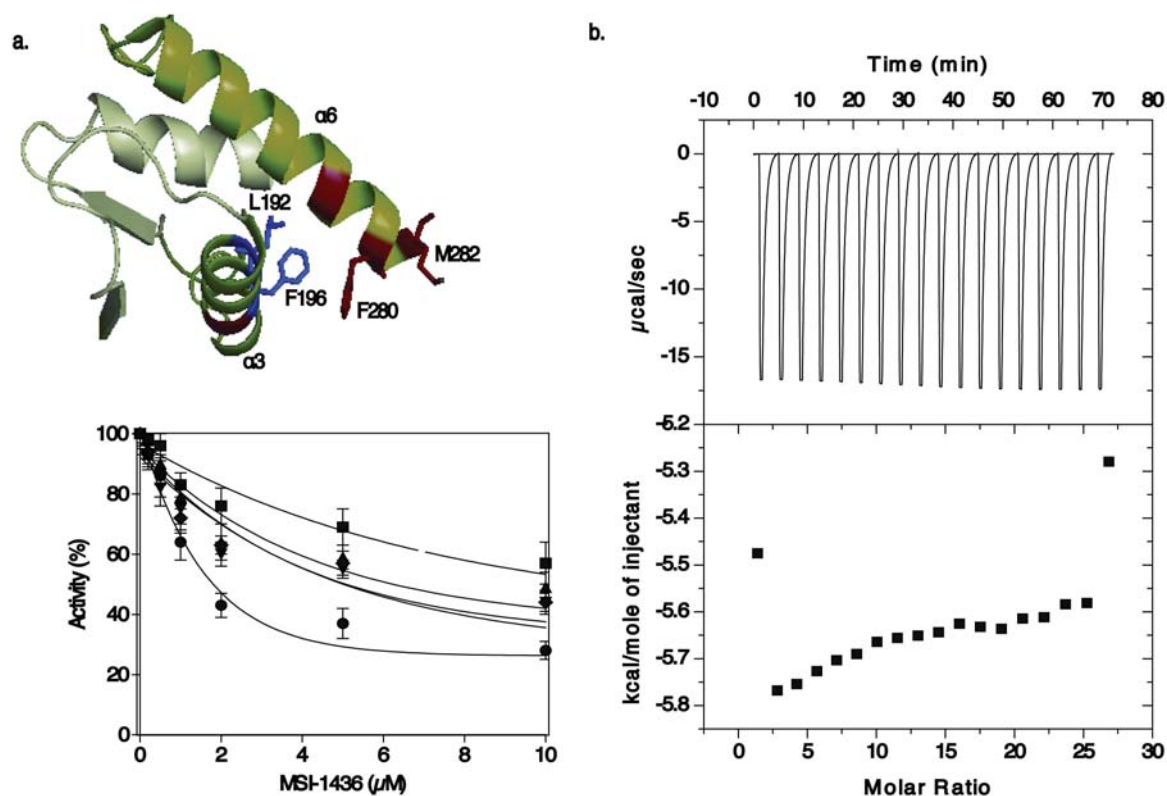 a.
α6
L192
M282
F196
F280
α3
100
80
60
40
20
0
Activity (%)
0 2 4 6 8 10
MSI-1436 (µM)
b.
Time (min)
-10 0 10 20 30 40 50 60 70 80
0
-5
-10
-15
µcal/sec
-5.2
-5.3
-5.4
-5.5
-5.6
-5.7
-5.8
kcal/mole of injectant
0 5 10 15 20 25 30
Molar Ratio